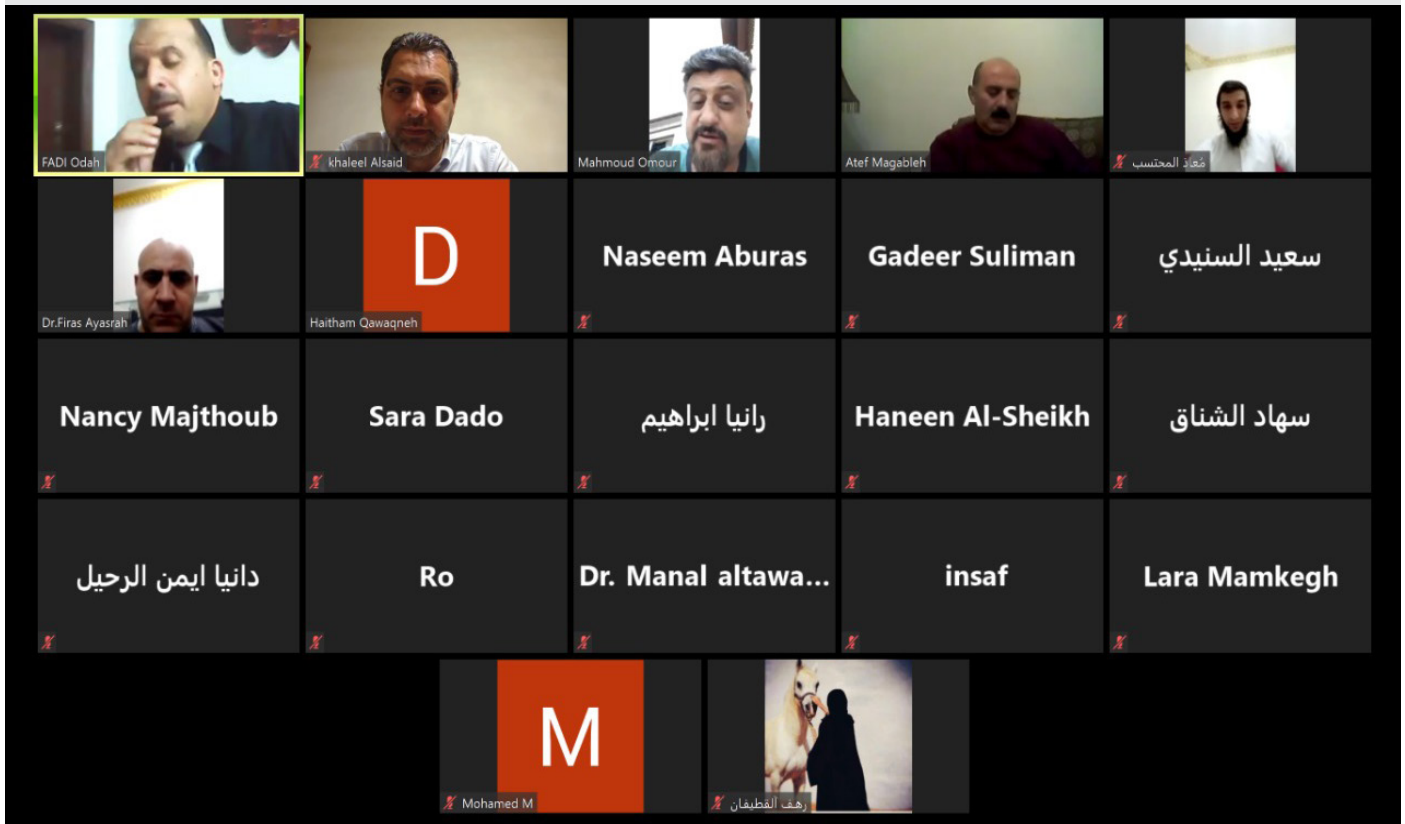 FADI Odah
khaleel Alsaid
Mahmoud Omour
Atef Magableh
مُعاذ المحتسب
Dr.Firas Ayasrah
D
Haitham Qawaqneh
Naseem Aburas
Gadeer Suliman
سعيد السنيدي
Nancy Majthoub
Sara Dado
رانيا ابراهيم
Haneen Al-Sheikh
سهاد الشناق
دانيا ايمن الرحيل
Ro
Dr. Manal altawa...
insaf
Lara Mamkegh
M
Mohamed M
رهف القطيفان